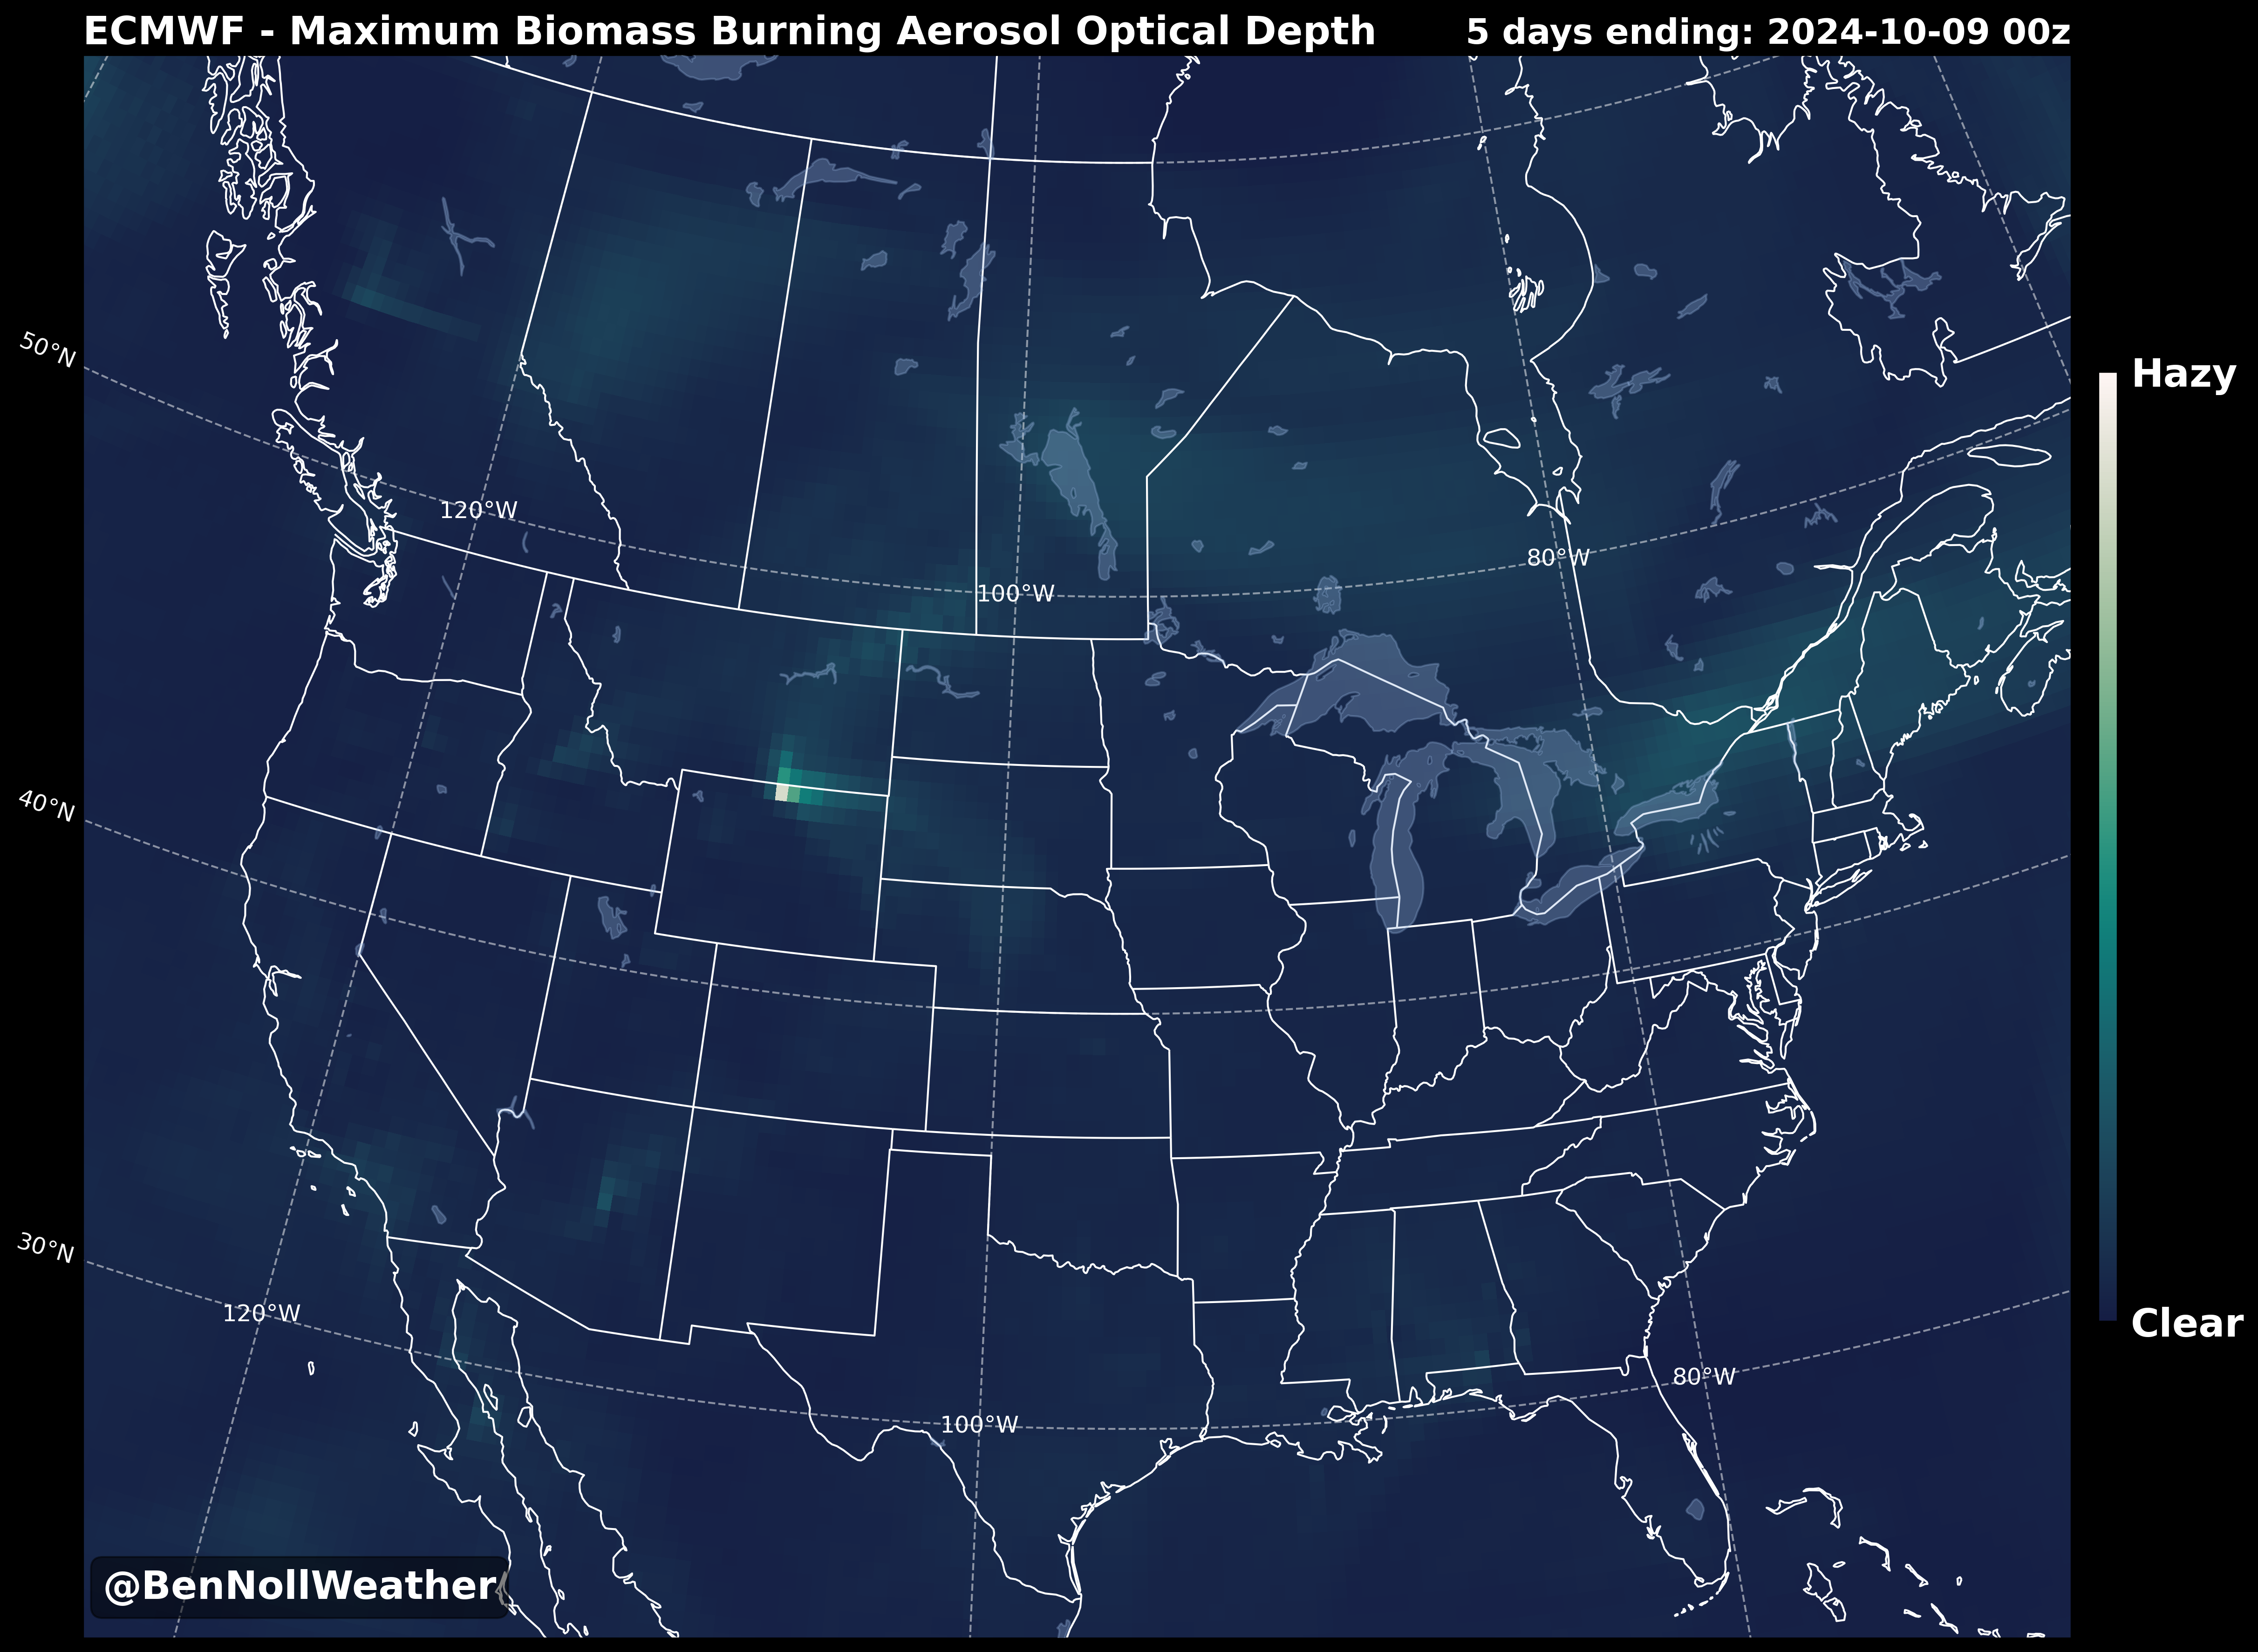 ECMWF - Maximum Biomass Burning Aerosol Optical Depth
5 days ending: 2024-10-09 00z
50°N
Hazy
120°W
80°W
100°W
40°N
30°N
120°W
Clear
80°W
100°W
@BenNollWeather